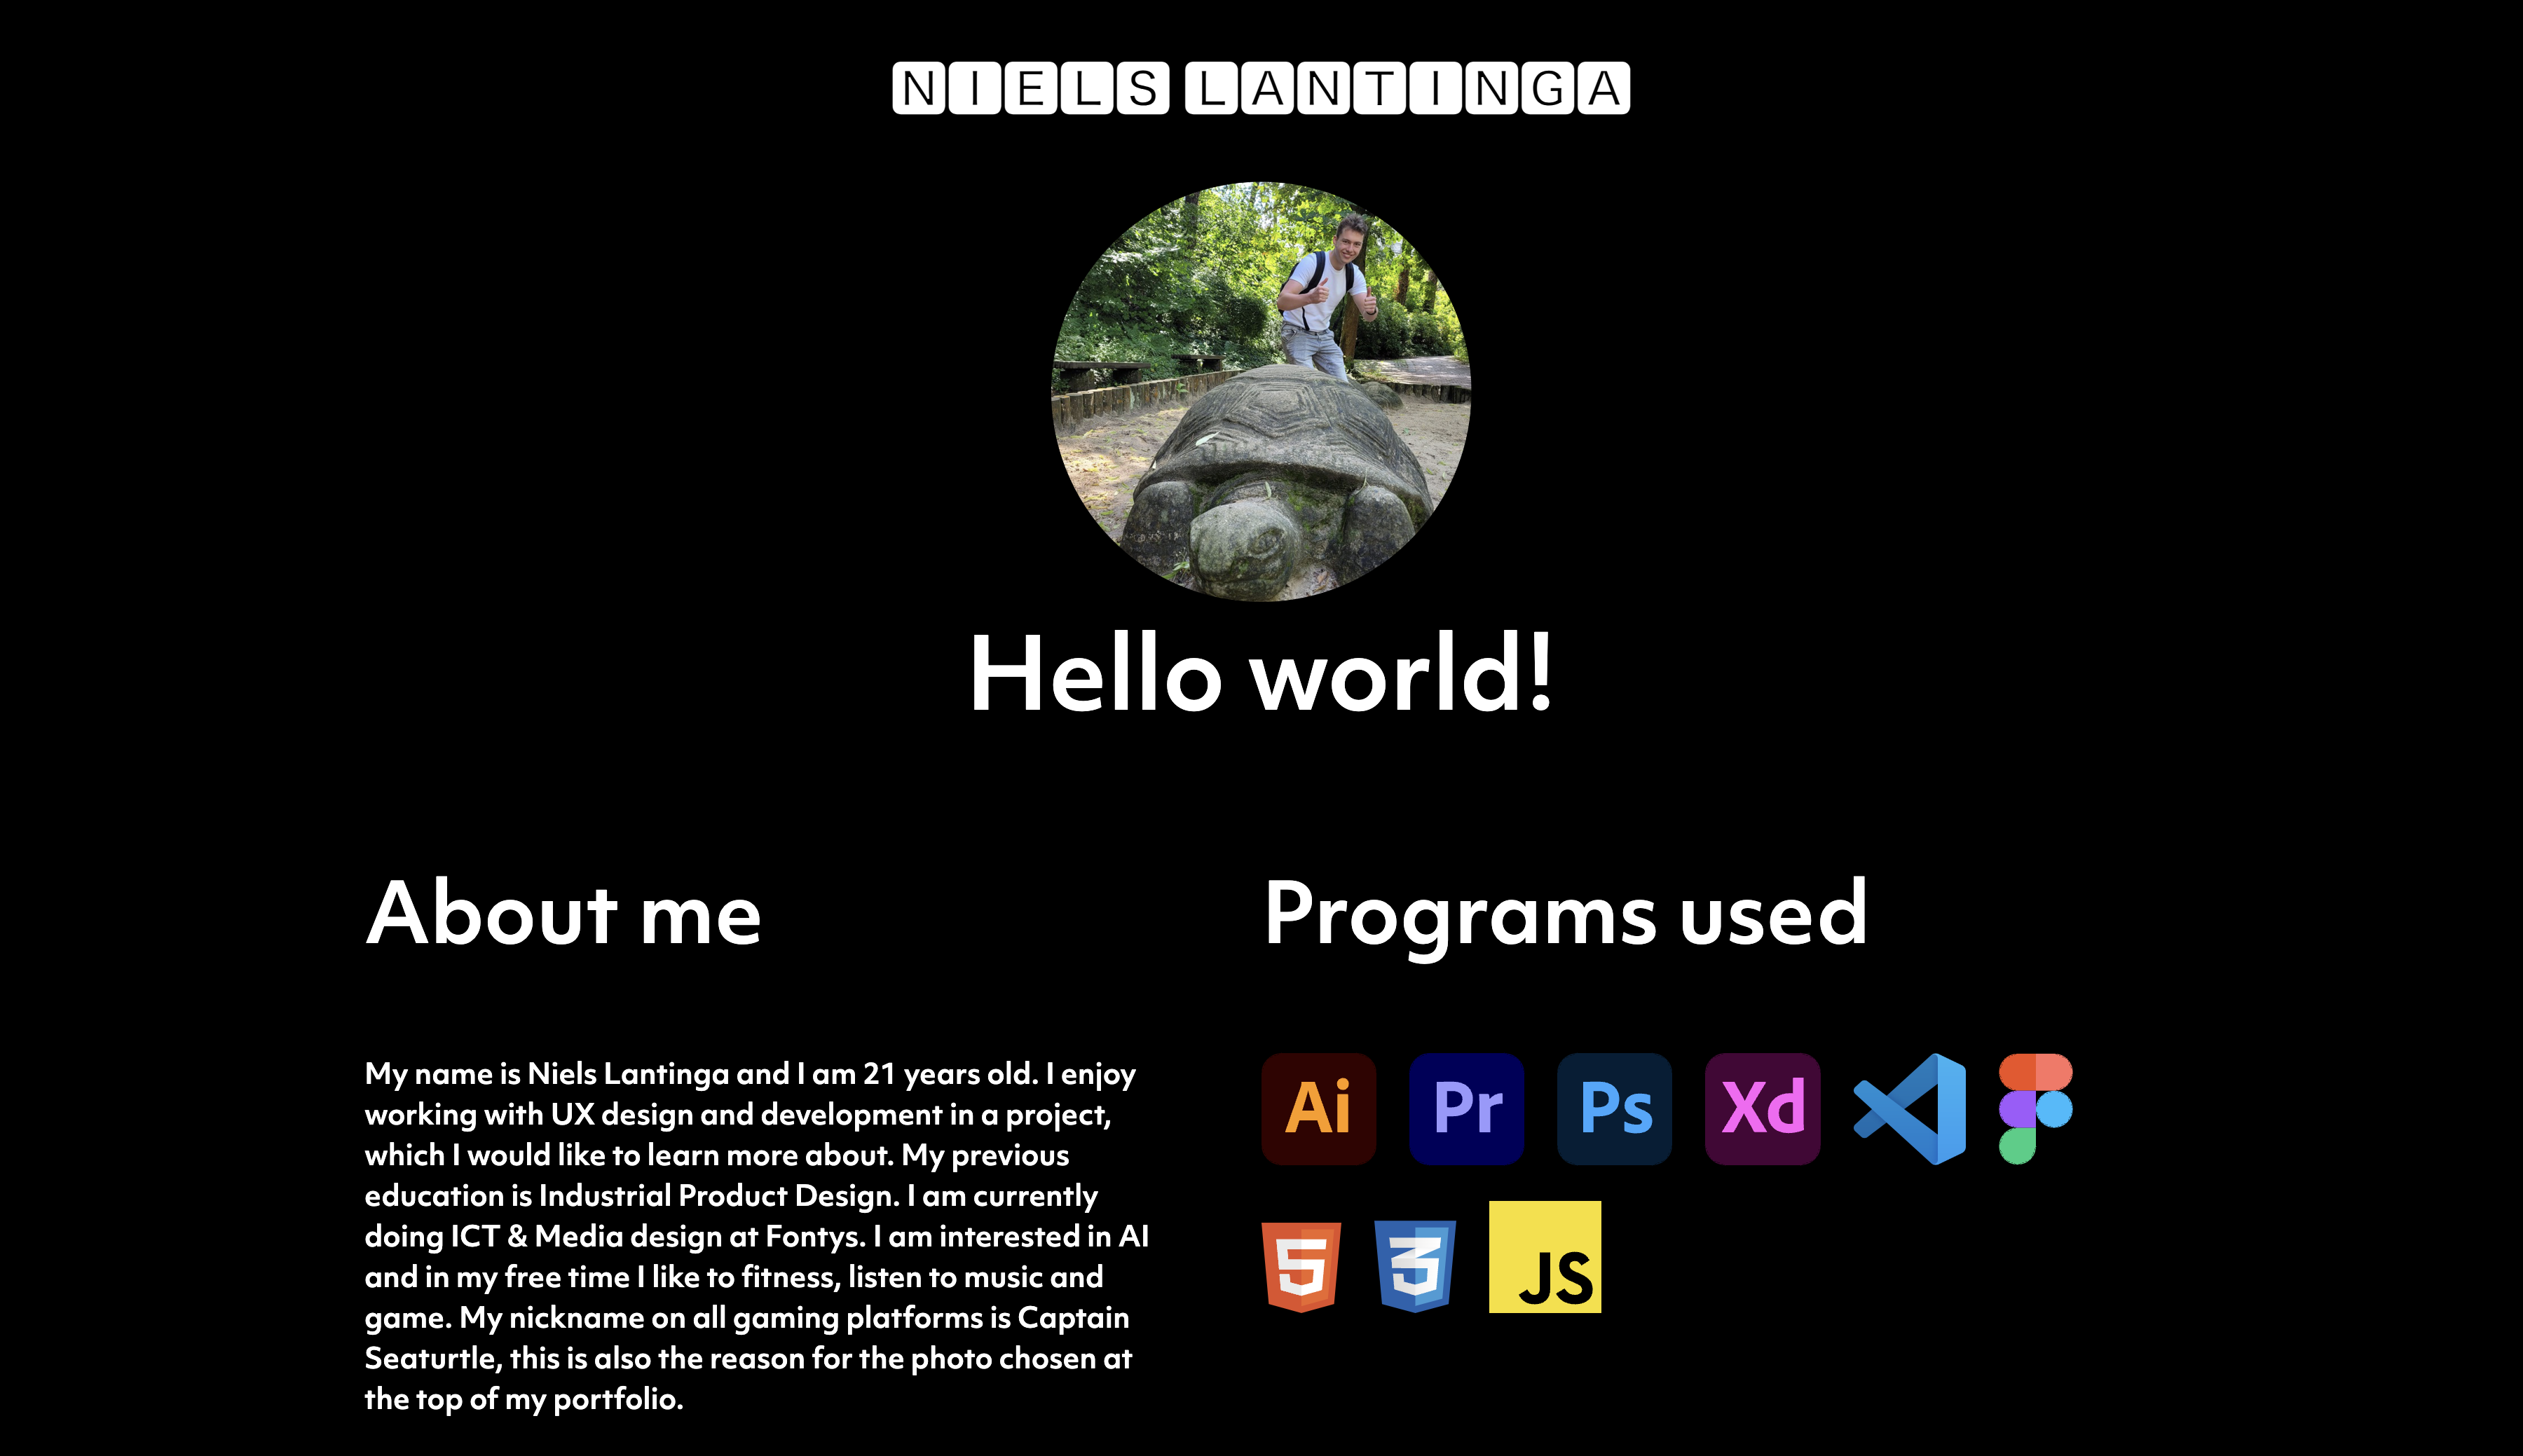 NIELS LANTINGA
Hello world!
About me
My name is Niels Lantinga and I am 21 years old. I enjoy
working with UX design and development in a project,
which I would like to learn more about. My previous
education is Industrial Product Design. I am currently
doing ICT & Media design at Fontys. I am interested in AI
and in my free time I like to fitness, listen to music and
game. My nickname on all gaming platforms is Captain
Seaturtle, this is also the reason for the photo chosen at
the top of my portfolio.
Programs used
Ai Pr Ps Xd
5 3 JS